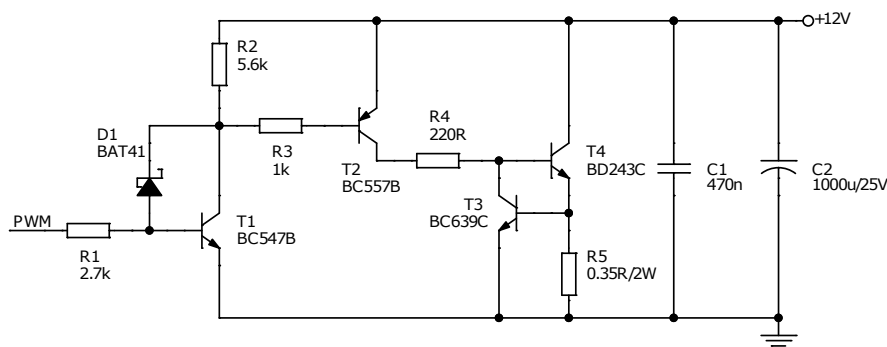 +12V
R2
5.6k
D1
BAT41
R3
1k
T2
BC557B
R4
220R
T4
BD243C
C1
470n
C2
1000u/25V
T3
BC639C
PWM
R1
2.7k
T1
BC547B
R5
0.35R/2W